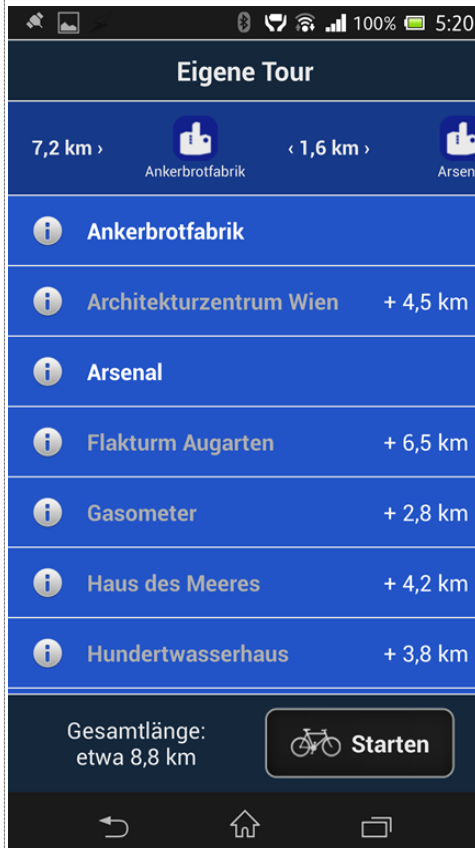 100% 5:20
Eigene Tour
7,2 km › ‹ 1,6 km ›
Ankerbrotfabrik Arsen
Ankerbrotfabrik
Architekturzentrum Wien + 4,5 km
Arsenal
Flakturm Augarten + 6,5 km
Gasometer + 2,8 km
Haus des Meeres + 4,2 km
Hundertwasserhaus + 3,8 km
Gesamtlänge:
etwa 8,8 km
Starten